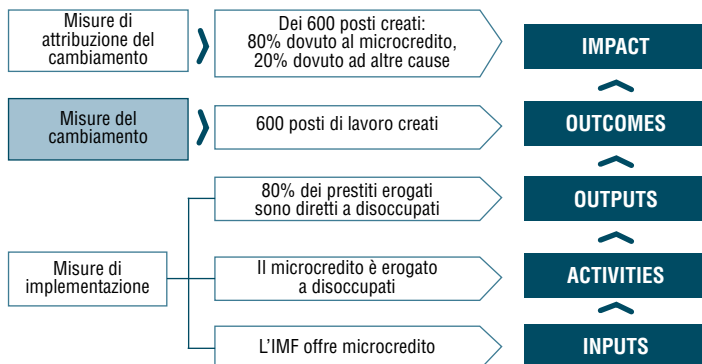 Misure di
attribuzione del
cambiamento
Dei 600 posti creati:
80% dovuto al microcredito,
20% dovuto ad altre cause
IMPACT
Misure del
cambiamento
600 posti di lavoro creati
OUTCOMES
80% dei prestiti erogati
sono diretti a disoccupati
OUTPUTS
Misure di
implementazione
Il microcredito è erogato
a disoccupati
ACTIVITIES
L'IMF offre microcredito
INPUTS